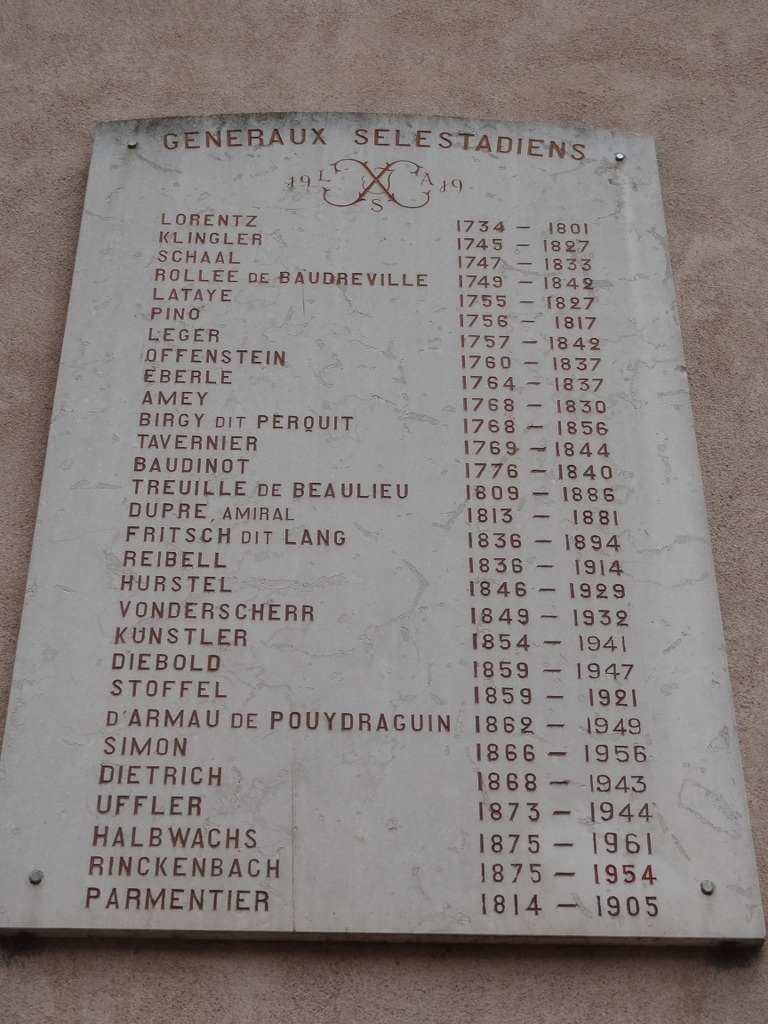 GENERAUX SELESTADIENS
19 L X A 19
S
LORENTZ 1734 – 1801
KLINGLER 1745 – 1827
SCHAAL 1747 – 1833
ROLLÉE DE BAUDREVILLE 1749 – 1842
LATAYE 1755 – 1827
PINO 1756 – 1817
LEGER 1757 – 1842
OFFENSTEIN 1760 – 1837
EBERLE 1764 – 1837
AMEY 1768 – 1830
BIRGY DIT PERQUIT 1768 – 1856
TAVERNIER 1769 – 1844
BAUDINOT 1776 – 1840
TREUILLE DE BEAULIEU 1809 – 1886
DUPRE, AMIRAL 1813 – 1881
FRITSCH DIT LANG 1836 – 1894
REIBELL 1836 – 1914
HURSTEL 1846 – 1929
VONDERSCHERR 1849 – 1932
KUNSTLER 1854 – 1941
DIEBOLD 1859 – 1947
STOFFEL 1859 – 1921
D'ARMAU DE POUYDRAGUIN 1862 – 1949
SIMON 1866 – 1956
DIETRICH 1868 – 1943
UFFLER 1873 – 1944
HALBWACHS 1875 – 1961
RINCKENBACH 1875 – 1954
PARMENTIER 1814 – 1905